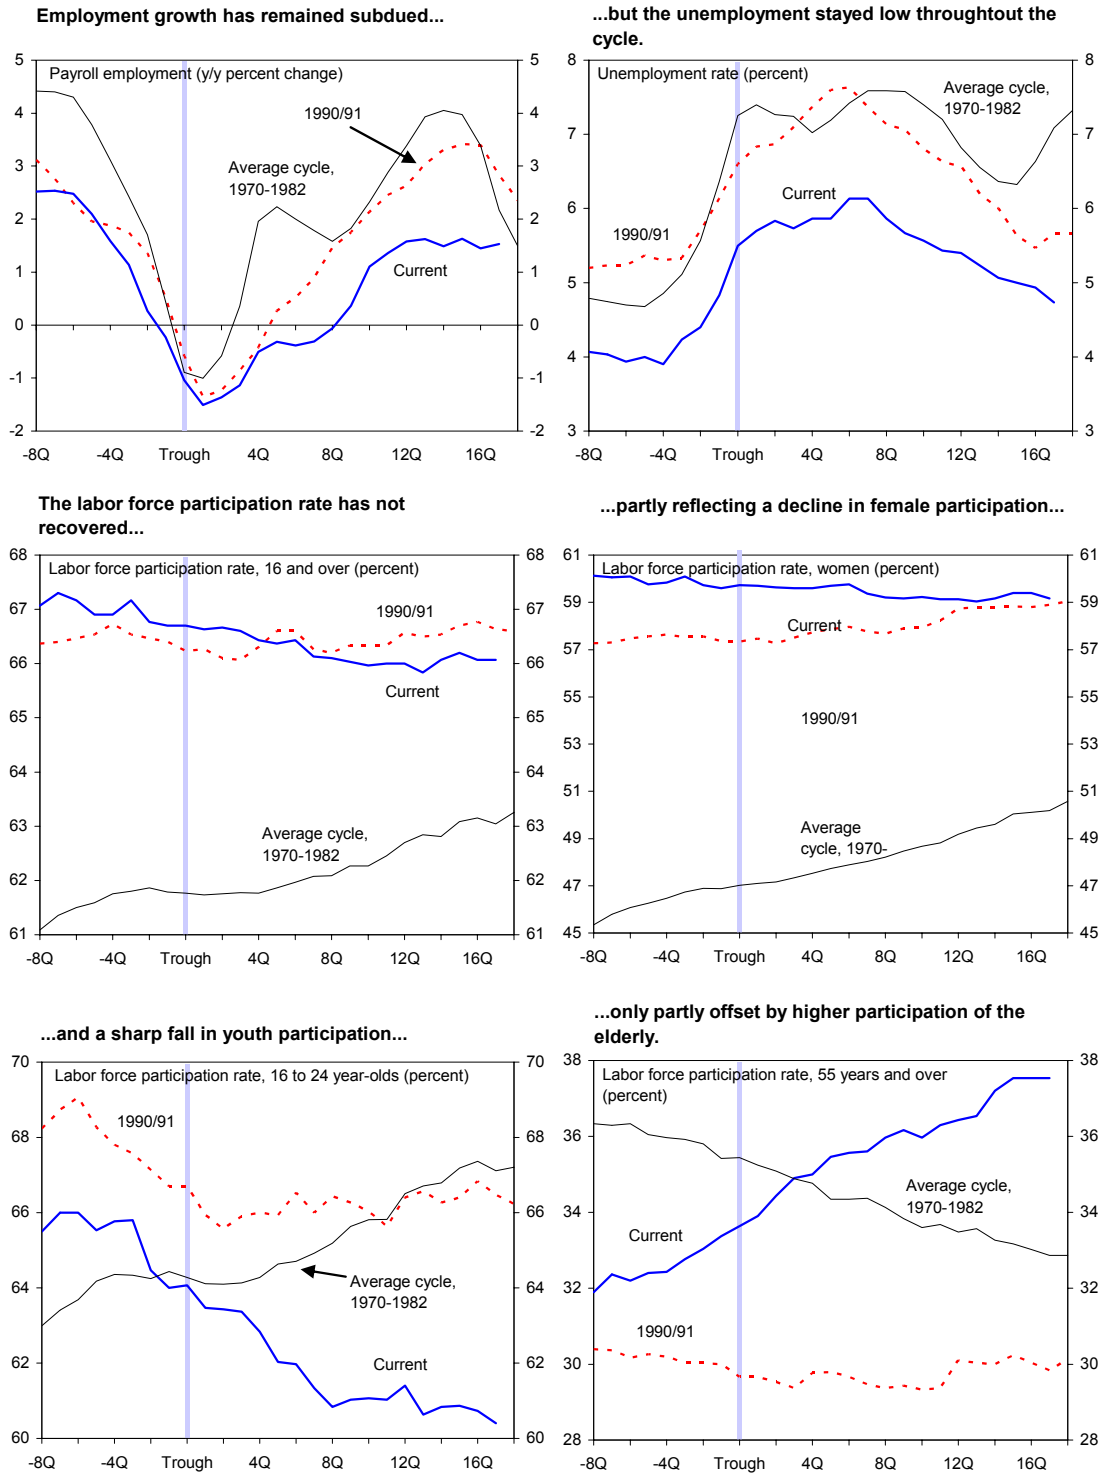 Employment growth has remained subdued...
5
4
3
2
1
0
-1
-2
Payroll employment (y/y percent change)
1990/91
Average cycle,
1970-1982
Current
5
4
3
2
1
0
-1
-2
-8Q -4Q Trough 4Q 8Q 12Q 16Q
...but the unemployment stayed low throughtout the
cycle.
8
7
6
5
4
3
Unemployment rate (percent)
Average cycle,
1970-1982
Current
1990/91
8
7
6
5
4
3
-8Q -4Q Trough 4Q 8Q 12Q 16Q
The labor force participation rate has not
recovered...
68
67
66
65
64
63
62
61
Labor force participation rate, 16 and over (percent)
1990/91
Current
Average cycle,
1970-1982
68
67
66
65
64
63
62
61
-8Q -4Q Trough 4Q 8Q 12Q 16Q
...partly reflecting a decline in female participation...
61
59
57
55
53
51
49
47
45
Labor force participation rate, women (percent)
Current
1990/91
Average
cycle, 1970-
61
59
57
55
53
51
49
47
45
-8Q -4Q Trough 4Q 8Q 12Q 16Q
...and a sharp fall in youth participation...
70
68
66
64
62
60
Labor force participation rate, 16 to 24 year-olds (percent)
1990/91
Average cycle,
1970-1982
Current
70
68
66
64
62
60
-8Q -4Q Trough 4Q 8Q 12Q 16Q
...only partly offset by higher participation of the
elderly.
38
36
34
32
30
28
Labor force participation rate, 55 years and over
(percent)
Average cycle,
1970-1982
Current
1990/91
38
36
34
32
30
28
-8Q -4Q Trough 4Q 8Q 12Q 16Q